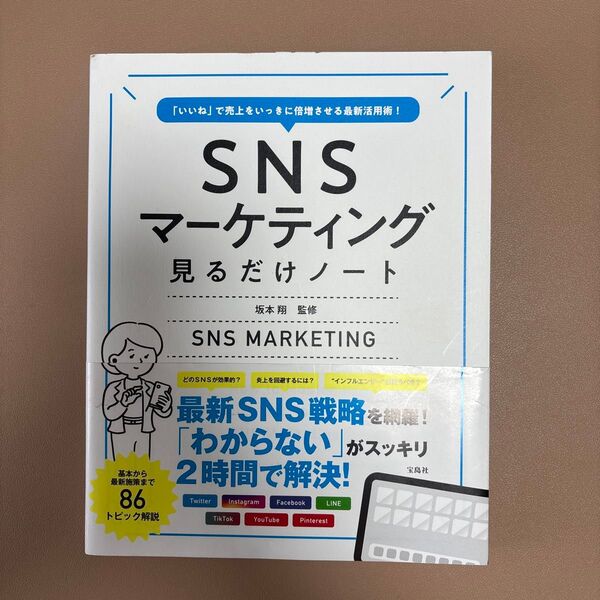 「いいね」で売上をいっきに倍増させる最新活用術！
SNS
マーケティング
見るだけノート
坂本 翔 監修
SNS MARKETING
どのSNSが効果的？
炎上を回避するには？
最新SNS戦略を網羅！
「わからない」がスッキリ
2時間で解決！
宝島社
基本から
最新施策まで
86
トピック解説
Twitter Instagram Facebook LINE
TikTok YouTube Pinterest